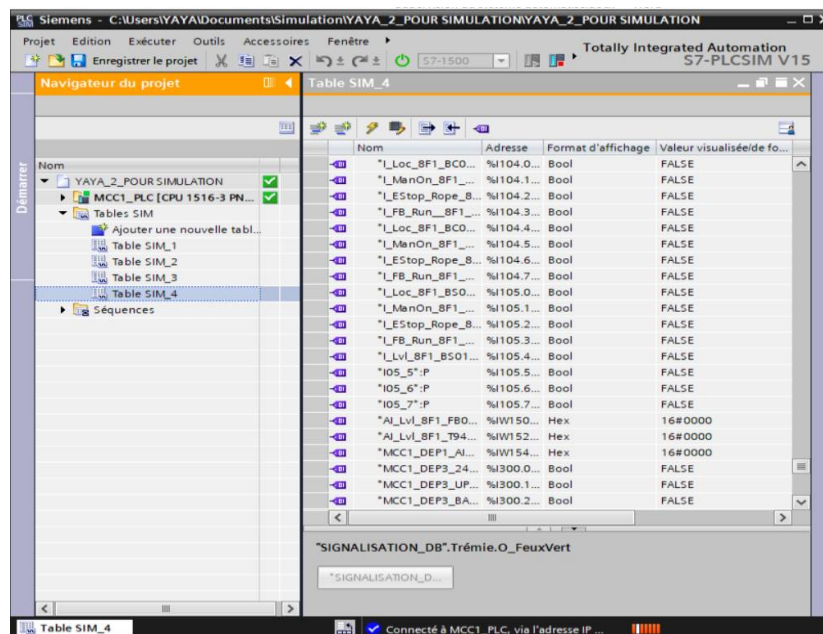 Siemens - C:\Users\YAYA\Documents\Simulation\YAYA_2_POUR SIMULATION\YAYA_2_POUR SIMULATION
Projet Edition Exécuter Outils Accessoires Fenêtre
Totally Integrated Automation
S7-PLCSIM V15
Enregistrer le projet S7-1500
Navigateur du projet
Table SIM_4
Démarrer
Nom
YAYA_2_POUR SIMULATION
MCC1_PLC [CPU 1516-3 PN...
Tables SIM
Ajouter une nouvelle tabl...
Table SIM_1
Table SIM_2
Table SIM_3
Table SIM_4
Séquences
Nom Adresse Format d'affichage Valeur visualisée/de fo...
"I_Loc_8F1_BC0... %I104.0... Bool FALSE
"I_ManOn_8F1_... %I104.1... Bool FALSE
"I_EStop_Rope_8... %I104.2... Bool FALSE
"I_FB_Run__8F1_... %I104.3... Bool FALSE
"I_Loc_8F1_BC0... %I104.4... Bool FALSE
"I_ManOn_8F1_... %I104.5... Bool FALSE
"I_EStop_Rope_8... %I104.6... Bool FALSE
"I_FB_Run_8F1_... %I104.7... Bool FALSE
"I_Loc_8F1_BS0... %I105.0... Bool FALSE
"I_ManOn_8F1_... %I105.1... Bool FALSE
"I_EStop_Rope_8... %I105.2... Bool FALSE
"I_FB_Run_8F1_... %I105.3... Bool FALSE
"I_Lvl_8F1_BS01... %I105.4... Bool FALSE
"I05_5":P %I105.5... Bool FALSE
"I05_6":P %I105.6... Bool FALSE
"I05_7":P %I105.7... Bool FALSE
"AI_Lvl_8F1_FB0... %IW150... Hex 16#0000
"AI_Lvl_8F1_T94... %IW152... Hex 16#0000
"MCC1_DEP1_AI... %IW154... Hex 16#0000
"MCC1_DEP3_24... %I300.0... Bool FALSE
"MCC1_DEP3_UP... %I300.1... Bool FALSE
"MCC1_DEP3_BA... %I300.2... Bool FALSE
"SIGNALISATION_DB".Trémie.O_FeuxVert
"SIGNALISATION_D...
Table SIM_4
Connecté à MCC1_PLC, via l'adresse IP ...